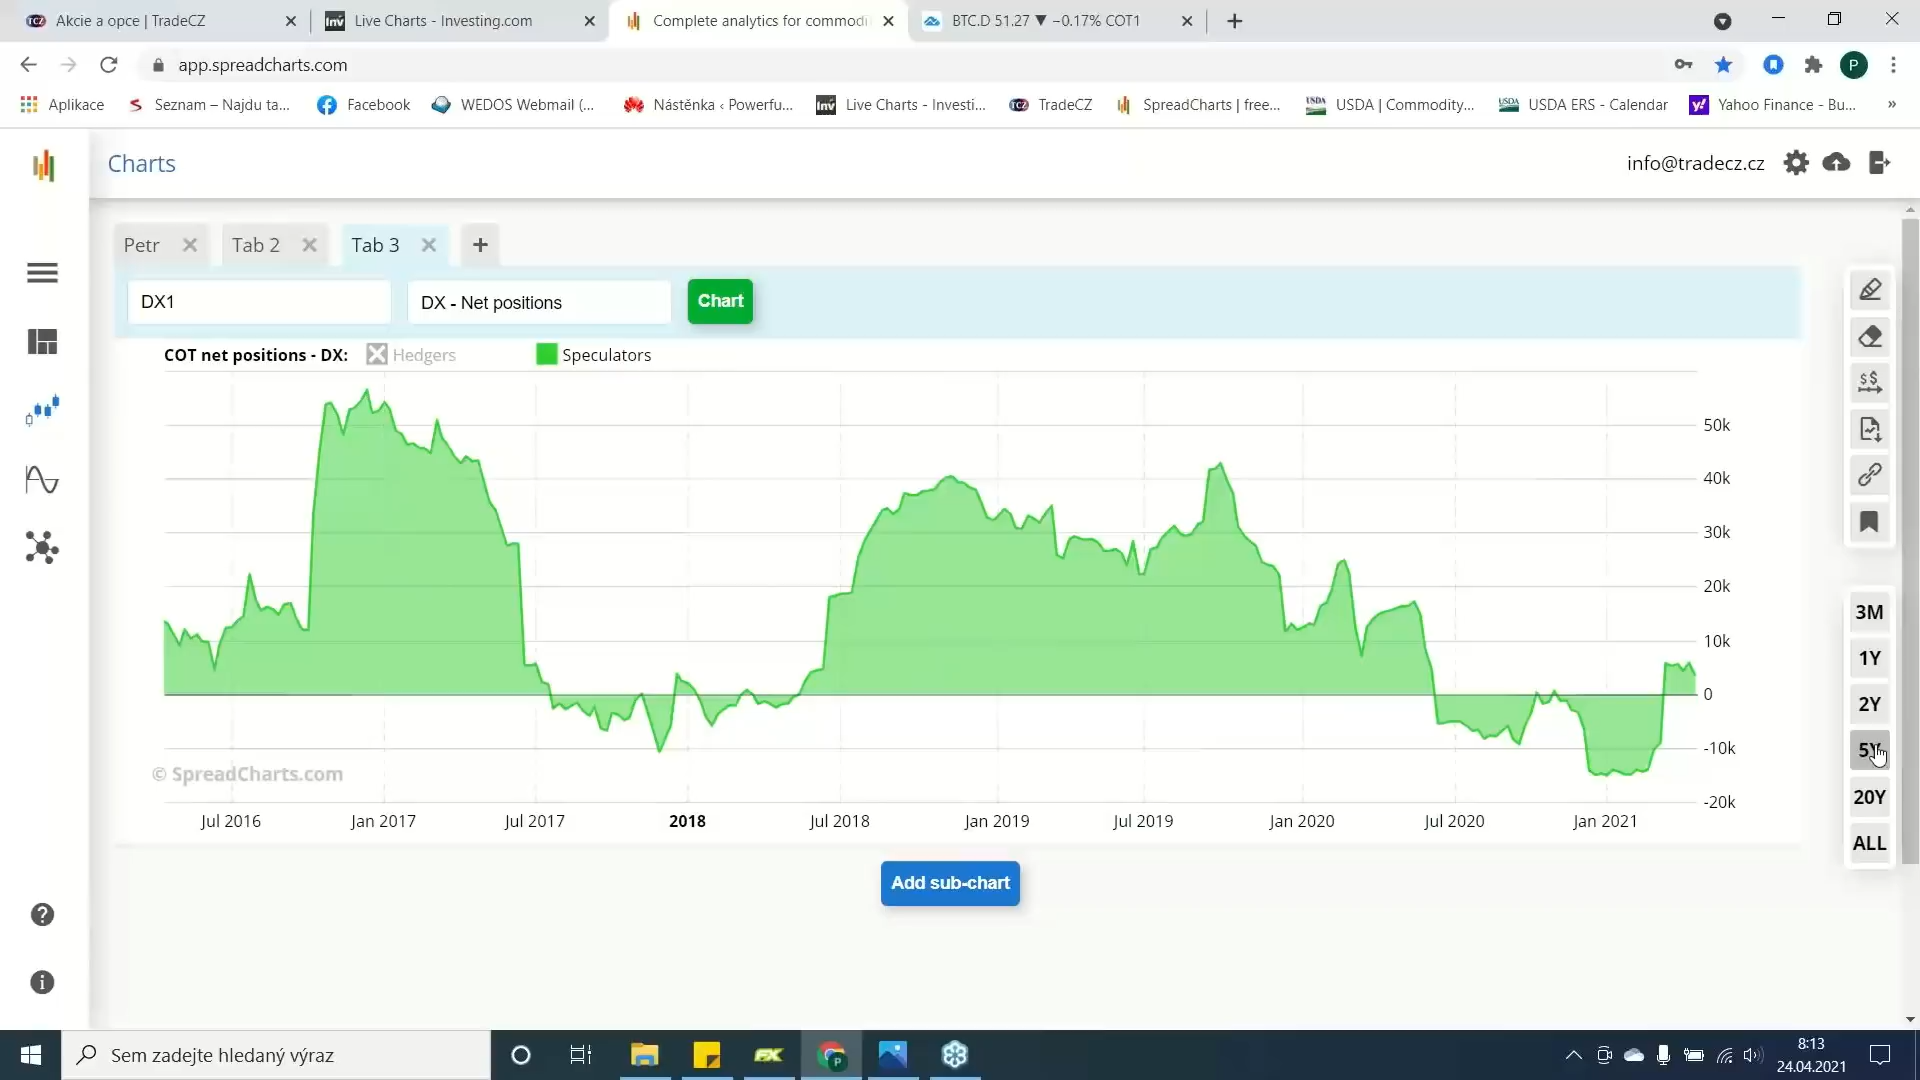 Akcie a opce | TradeCZ
Live Charts - Investing.com
Complete analytics for commodi
BTC.D 51.27 ▼ −0.17% COT1
app.spreadcharts.com
P
Aplikace
Seznam – Najdu ta...
Facebook
WEDOS Webmail (...
Nástěnka ‹ Powerfu...
Live Charts - Investi...
TradeCZ
SpreadCharts | free...
USDA | Commodity...
USDA ERS - Calendar
Yahoo Finance - Bu...
»
Charts
info@tradecz.cz
Petr
Tab 2
Tab 3
+
DX1
DX - Net positions
Chart
COT net positions - DX:
Hedgers
Speculators
50k
40k
30k
20k
10k
0
-10k
-20k
© SpreadCharts.com
Jul 2016
Jan 2017
Jul 2017
2018
Jul 2018
Jan 2019
Jul 2019
Jan 2020
Jul 2020
Jan 2021
$$
3M
1Y
2Y
5Y
20Y
ALL
Add sub-chart
Sem zadejte hledaný výraz
FX
8:13
24.04.2021